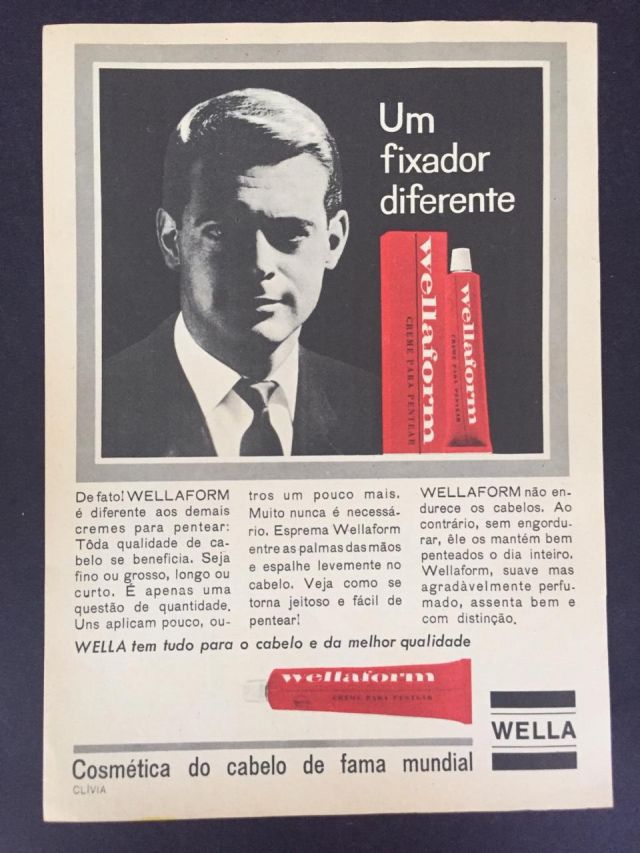 Um
fixador
diferente
wellaform
CREME PARA PENTEAR
wellaform
CREME PARA PENTEAR
De fato! WELLAFORM
é diferente aos demais
cremes para pentear:
Tôda qualidade de ca-
belo se beneficia. Seja
fino ou grosso, longo ou
curto. É apenas uma
questão de quantidade.
Uns aplicam pouco, ou-
tros um pouco mais.
Muito nunca é necessá-
rio. Esprema Wellaform
entre as palmas das mãos
e espalhe levemente no
cabelo. Veja como se
torna jeitoso e fácil de
pentear!
WELLAFORM não en-
durece os cabelos. Ao
contrário, sem engordu-
rar, êle os mantém bem
penteados o dia inteiro.
Wellaform, suave mas
agradàvelmente perfu-
mado, assenta bem e
com distinção.
WELLA tem tudo para o cabelo e da melhor qualidade
wellaform
CREME PARA PENTEAR
WELLA
Cosmética do cabelo de fama mundial
CLÍVIA